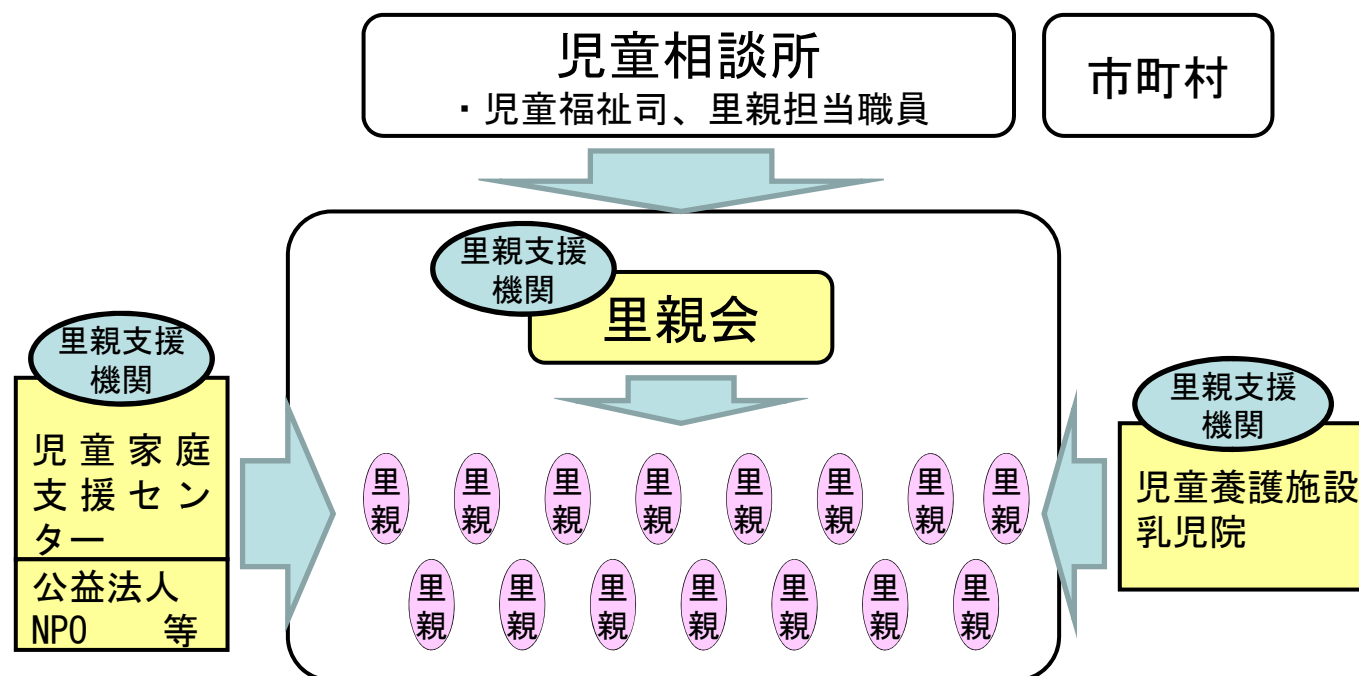 児童相談所
・児童福祉司、里親担当職員
市町村
里親支援
機関
里親会
里親支援
機関
児童家庭
支援セン
ター
公益法人
NPO 等
里親支援
機関
児童養護施設
乳児院
里
親
里
親
里
親
里
親
里
親
里
親
里
親
里
親
里
親
里
親
里
親
里
親
里
親
里
親
里
親